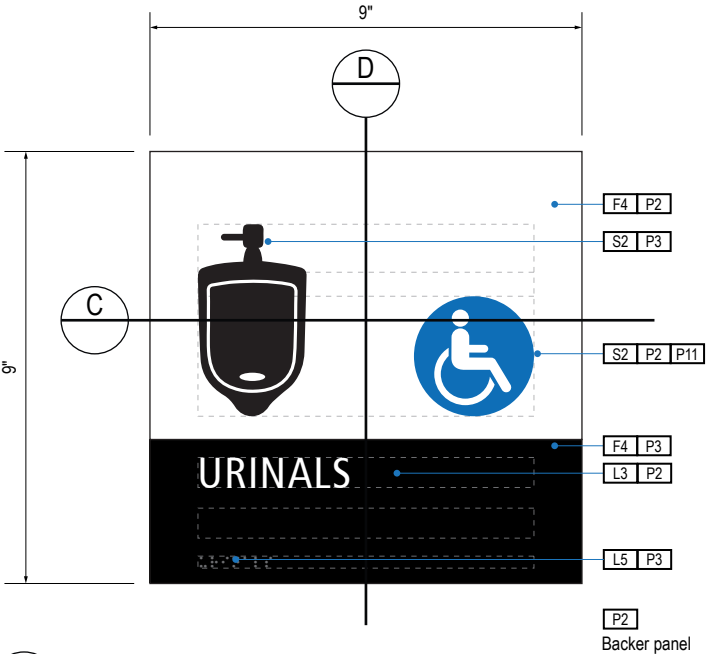 9"
D
F4 P2
S2 P3
C
9"
S2 P2 P11
F4 P3
URINALS
L3 P2
L5 P3
P2
Backer panel